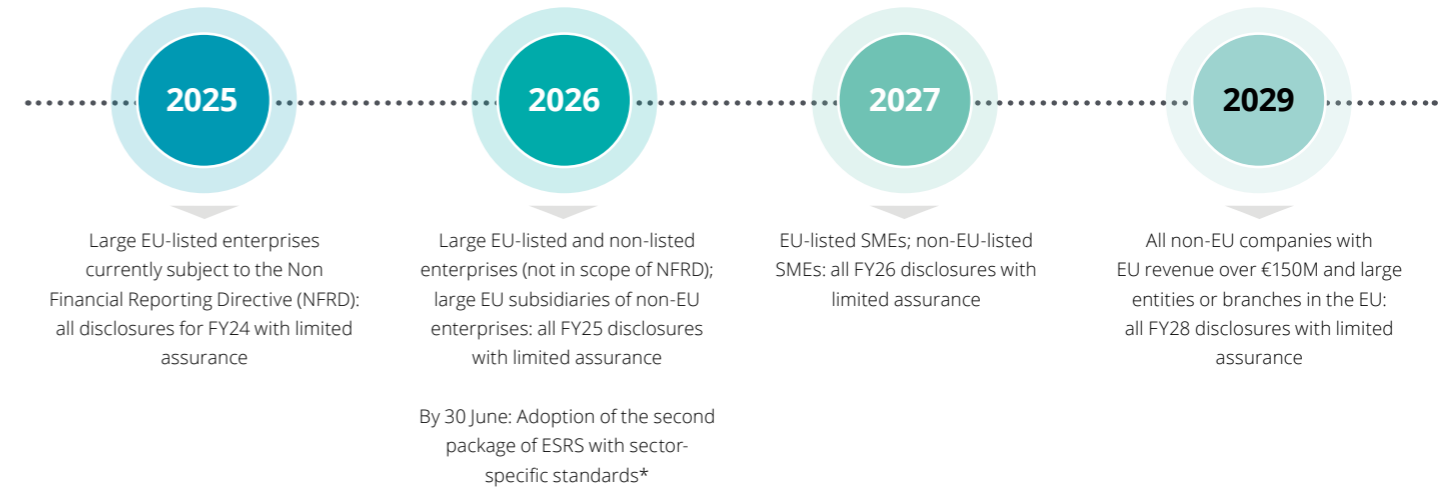 2025
Large EU-listed enterprises
currently subject to the Non
Financial Reporting Directive (NFRD):
all disclosures for FY24 with limited
assurance
2026
Large EU-listed and non-listed
enterprises (not in scope of NFRD);
large EU subsidiaries of non-EU
enterprises: all FY25 disclosures
with limited assurance
By 30 June: Adoption of the second
package of ESRS with sector-
specific standards*
2027
EU-listed SMEs; non-EU-listed
SMEs: all FY26 disclosures with
limited assurance
2029
All non-EU companies with
EU revenue over €150M and large
entities or branches in the EU:
all FY28 disclosures with limited
assurance